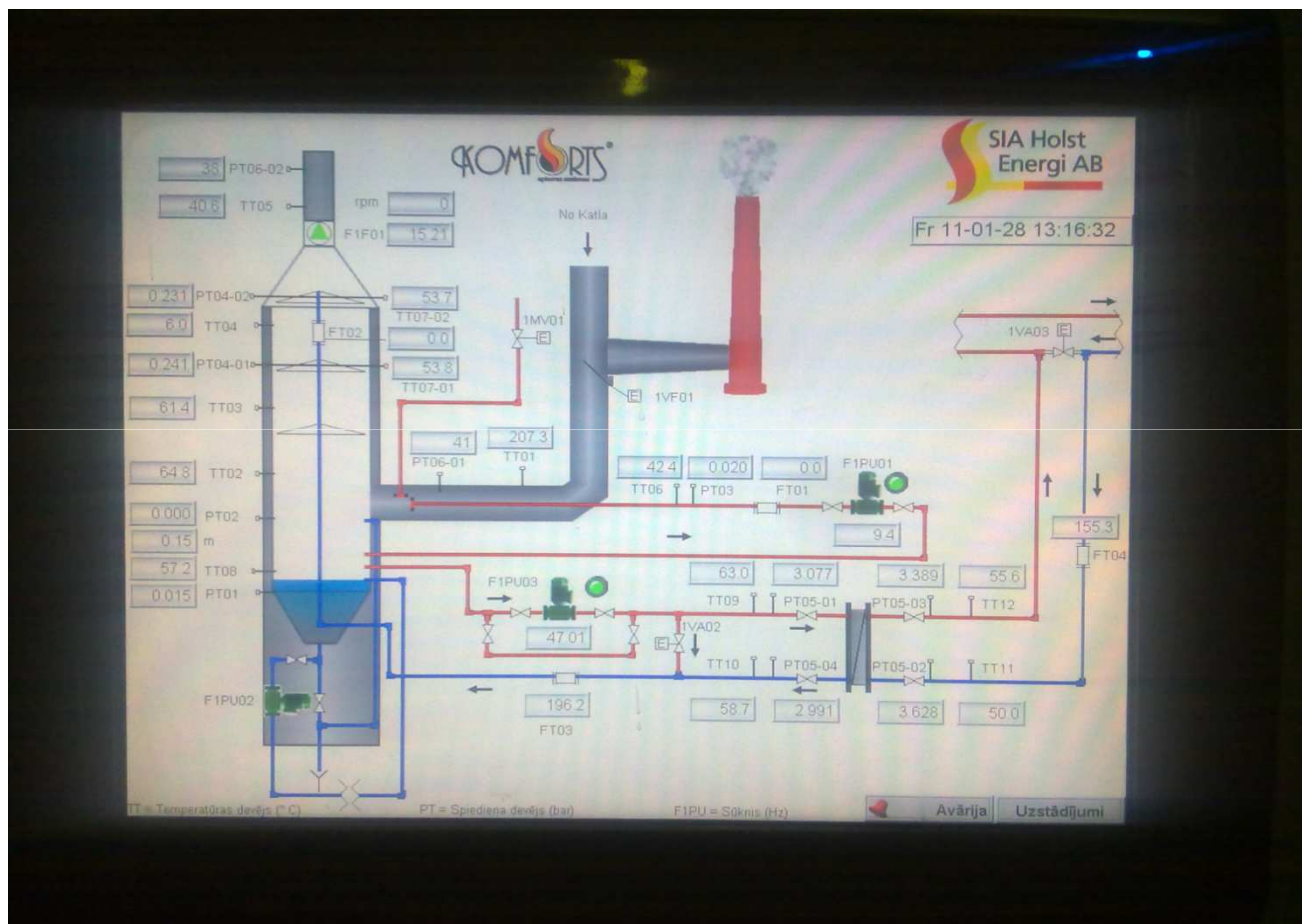 KOMFORTS®
SIA Holst
Energi AB
Fr 11-01-28 13:16:32
38 PT06-02
40.6 TT05
rpm 0
F1F01 15.21
No Katla
0.231 PT04-02
53.7
TT07-02
6.0 TT04
FT02 0.0
0.241 PT04-01
53.8
TT07-01
61.4 TT03
64.8 TT02
0.000 PT02
0.15 m
57.2 TT08
0.015 PT01
1MV01
E
E 1VF01
1VA03 E
41
PT06-01
207.3
TT01
42.4 0.020 0.0 F1PU01
TT06 PT03 FT01
9.4
155.3
FT04
F1PU03
47.01
63.0 3.077 3.389 55.6
TT09 PT05-01 PT05-03 TT12
1VA02
E
TT10 PT05-04 PT05-02 TT11
58.7 2.991 3.628 50.0
196.2
FT03
F1PU02
TT = Temperatūras devējs (° C)
PT = Spiediena devējs (bar)
F1PU = Sūknis (Hz)
Avārija
Uzstādījumi